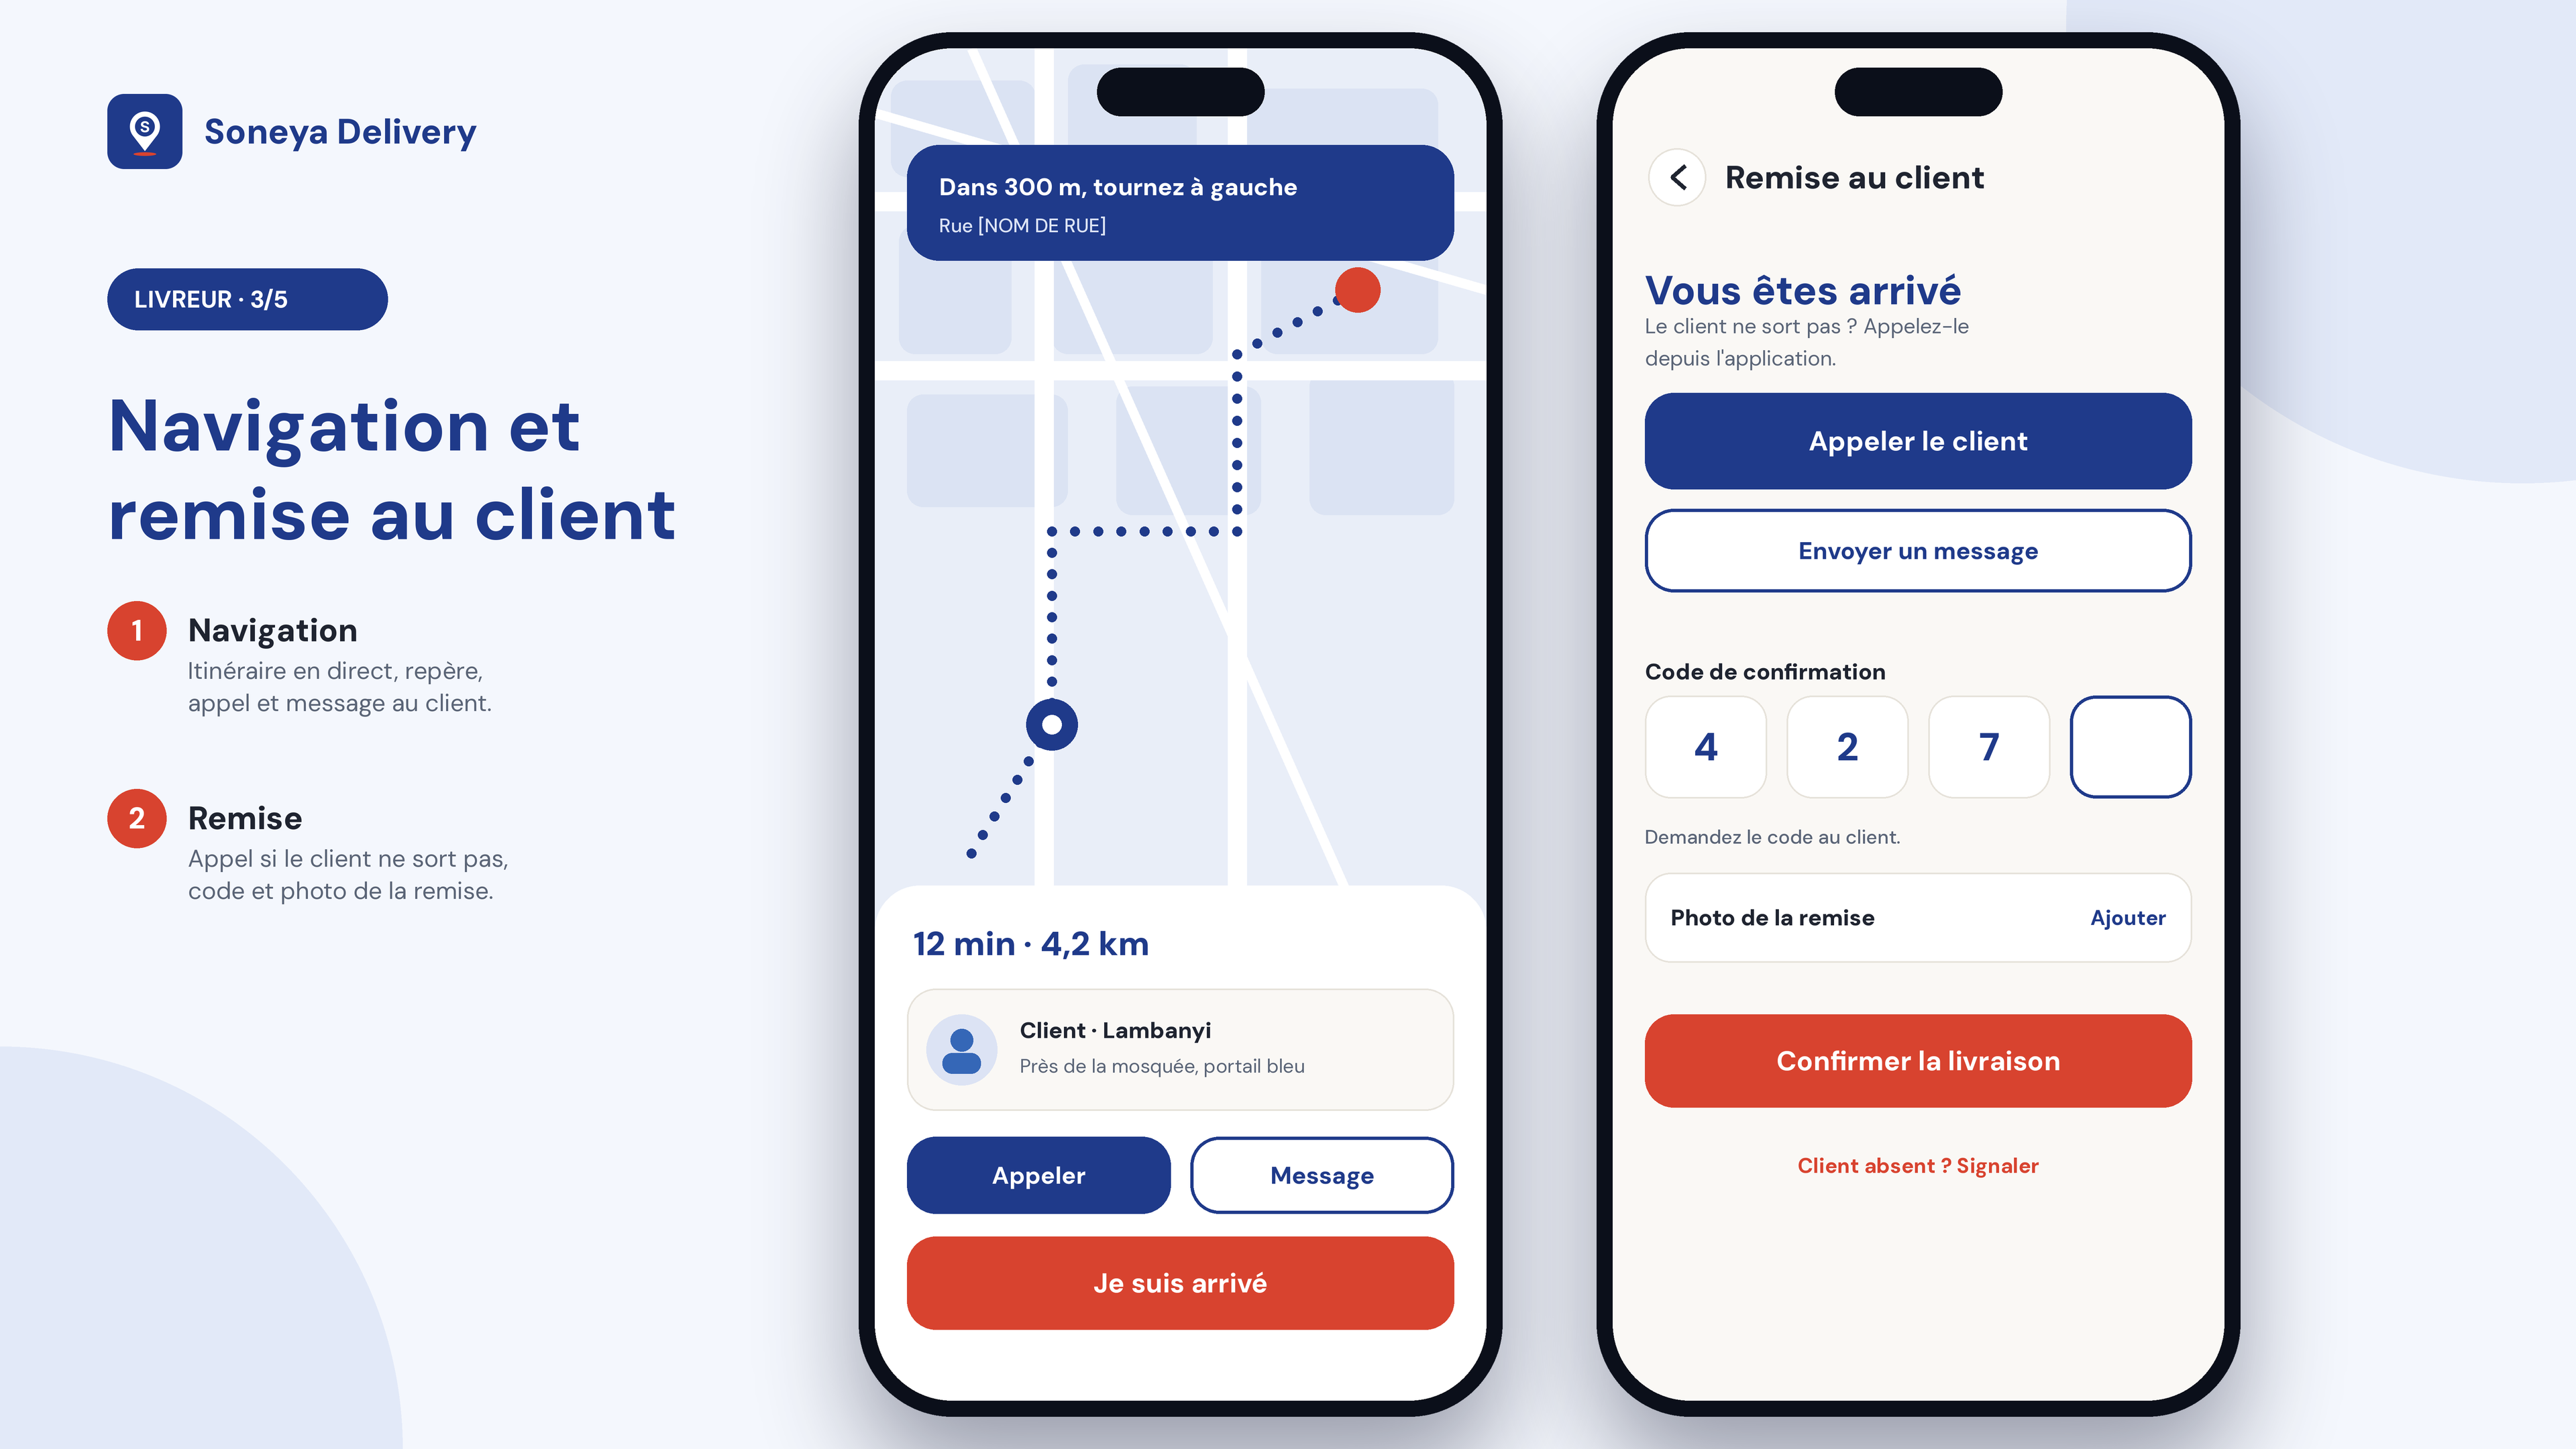 S
Soneya Delivery
LIVREUR · 3/5
Navigation et
remise au client
1
Navigation
Itinéraire en direct, repère,
appel et message au client.
2
Remise
Appel si le client ne sort pas,
code et photo de la remise.
Dans 300 m, tournez à gauche
Rue [NOM DE RUE]
12 min · 4,2 km
Client · Lambanyi
Près de la mosquée, portail bleu
Appeler
Message
Je suis arrivé
Remise au client
Vous êtes arrivé
Le client ne sort pas ? Appelez-le
depuis l'application.
Appeler le client
Envoyer un message
Code de confirmation
4 2 7
Demandez le code au client.
Photo de la remise
Ajouter
Confirmer la livraison
Client absent ? Signaler